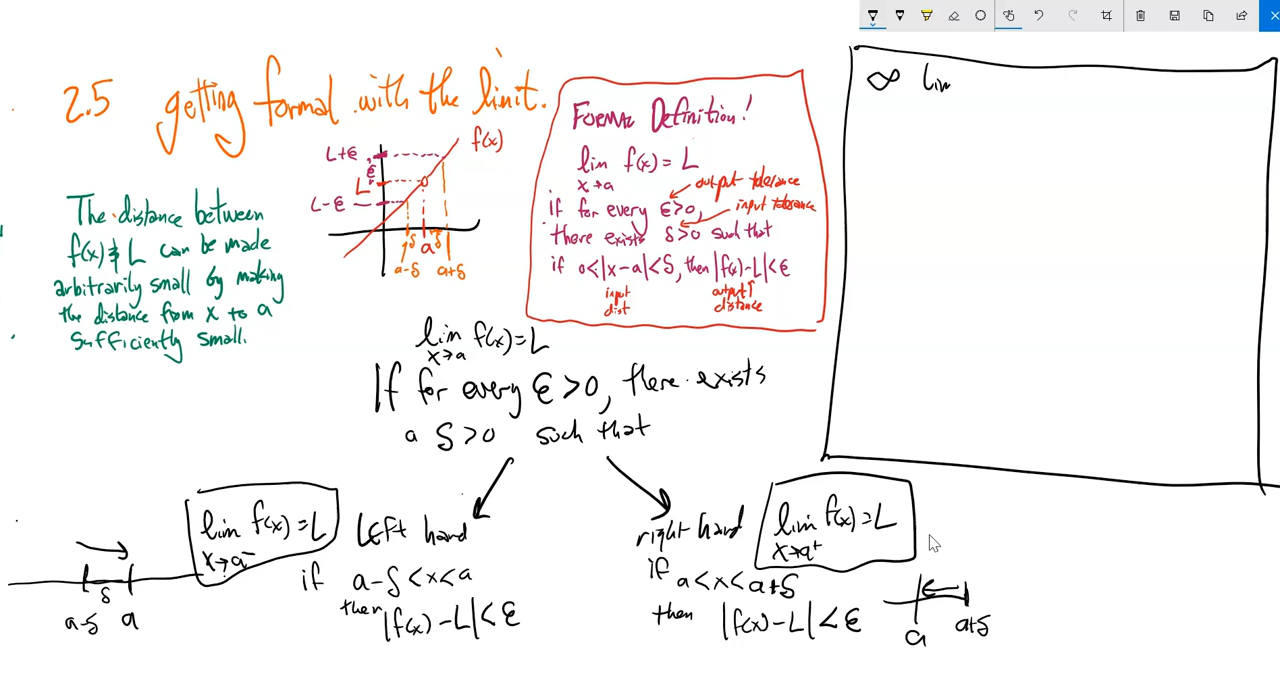 2.5 getting formal with the limit.
The distance between
f(x) & L can be made
arbitrarily small by making
the distance from x to a
sufficiently small.
f(x)
L+ε
ε
L
L-ε
δ a δ
a-δ a+δ
Formal Definition!
lim f(x) = L
x→a
output tolerance
if for every ε>0,
input tolerance
there exists δ>0 such that
if 0<|x-a|<δ, then |f(x)-L|<ε
input dist
output distance
∞ lim
lim f(x)=L
x→a
If for every ε>0, there exists
a δ>0 such that
lim f(x)=L
x→a⁻
Left hand
if a-δ<x<a
then |f(x)-L|<ε
δ
a-δ a
right hand
lim f(x)=L
x→a⁺
if a<x<a+δ
then |f(x)-L|<ε
a a+δ